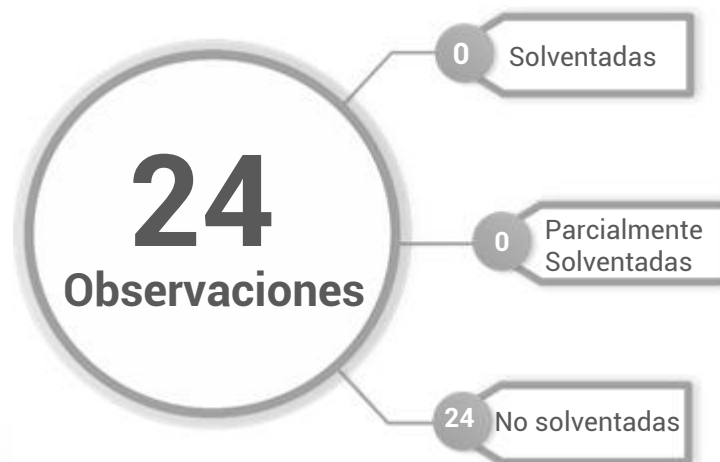 24
Observaciones
0
Solventadas
0
Parcialmente
Solventadas
24
No solventadas